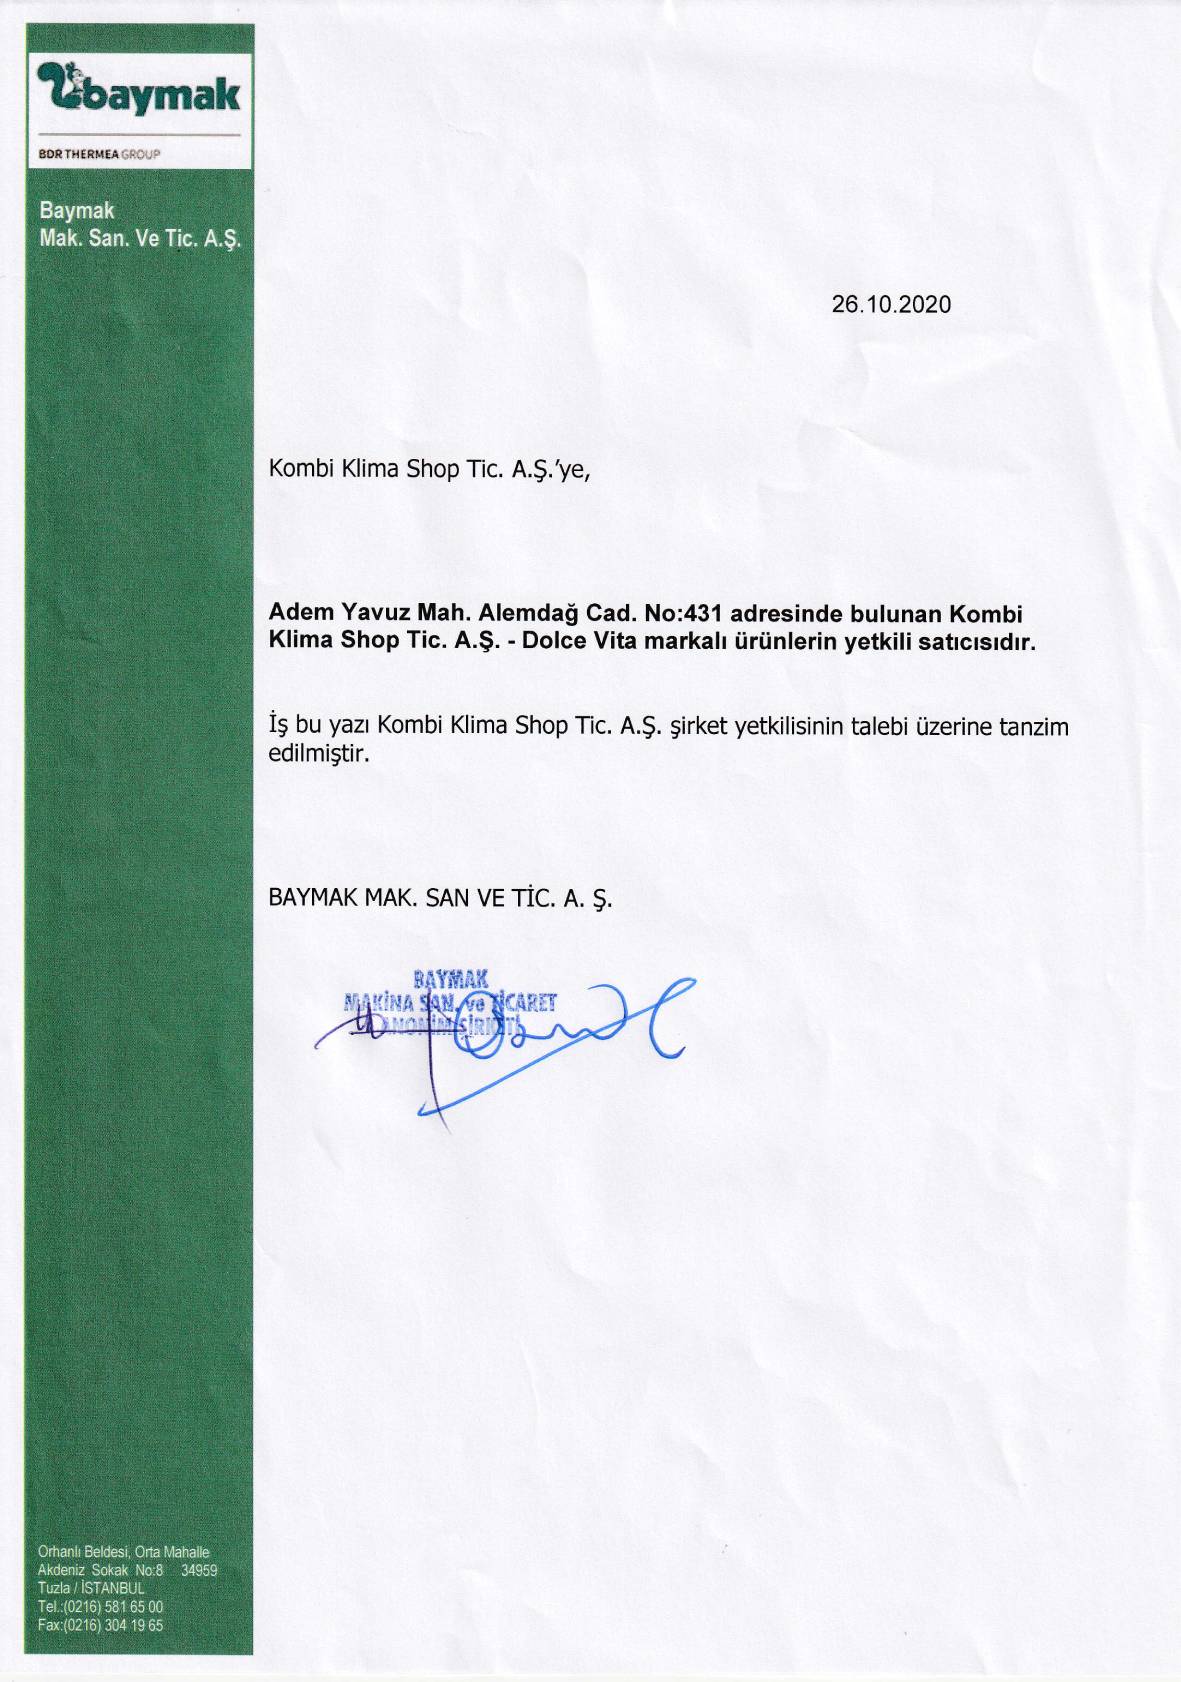 baymak
BDR THERMEA GROUP
Baymak
Mak. San. Ve Tic. A.Ş.
26.10.2020
Kombi Klima Shop Tic. A.Ş.’ye,
Adem Yavuz Mah. Alemdağ Cad. No:431 adresinde bulunan Kombi
Klima Shop Tic. A.Ş. - Dolce Vita markalı ürünlerin yetkili satıcısıdır.
İş bu yazı Kombi Klima Shop Tic. A.Ş. şirket yetkilisinin talebi üzerine tanzim
edilmiştir.
BAYMAK MAK. SAN VE TİC. A. Ş.
BAYMAK
MAKİNA SAN. ve TİCARET
ANONİM ŞİRKETİ
Orhanlı Beldesi, Orta Mahalle
Akdeniz Sokak No:8 34959
Tuzla / İSTANBUL
Tel.:(0216) 581 65 00
Fax:(0216) 304 19 65